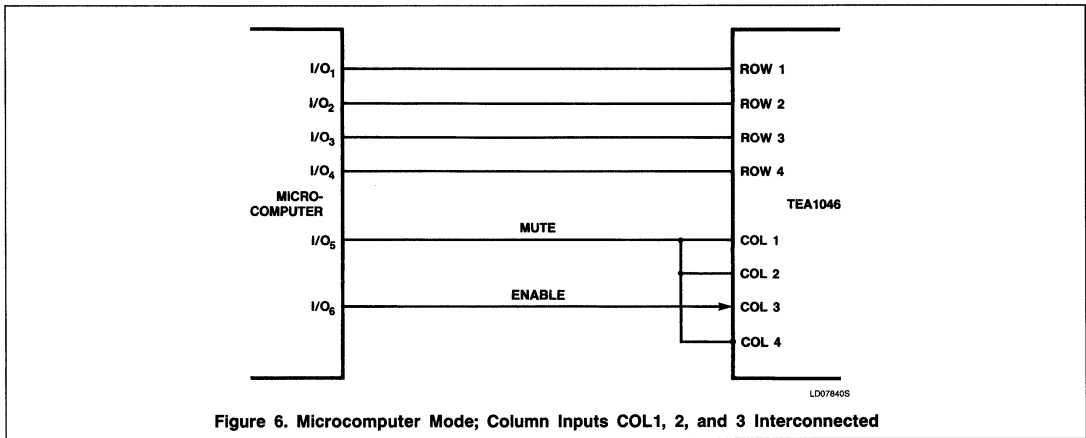 I/O1
ROW 1
I/O2
ROW 2
I/O3
ROW 3
I/O4
ROW 4
MICRO-
COMPUTER
TEA1046
MUTE
I/O5
COL 1
COL 2
ENABLE
I/O6
COL 3
COL 4
LD07840S
Figure 6. Microcomputer Mode; Column Inputs COL1, 2, and 3 Interconnected